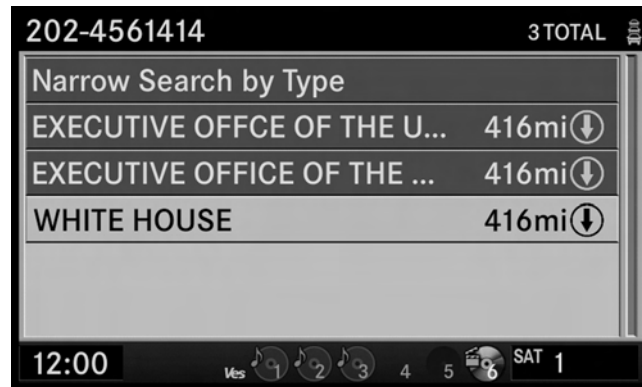 202-4561414 3 TOTAL
Narrow Search by Type
EXECUTIVE OFFCE OF THE U... 416mi
EXECUTIVE OFFICE OF THE ... 416mi
WHITE HOUSE 416mi
12:00 Ves 1 2 3 4 5 6 SAT 1